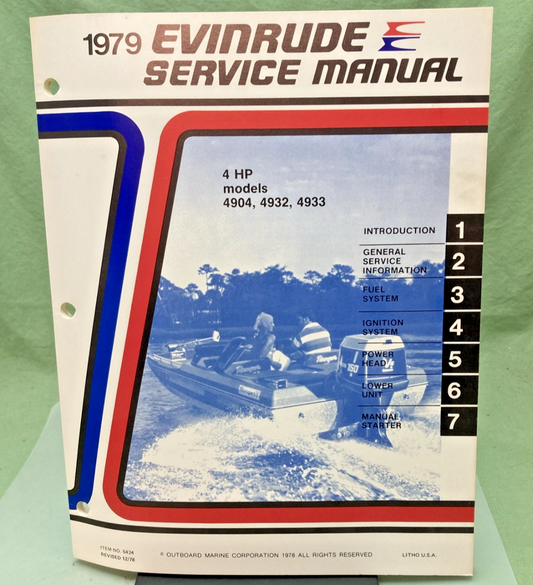 1979 EVINRUDE
SERVICE MANUAL
4 HP
models
4904, 4932, 4933
INTRODUCTION 1
GENERAL
SERVICE
INFORMATION
2
FUEL
SYSTEM
3
IGNITION
SYSTEM
4
POWER
HEAD
5
LOWER
UNIT
6
MANUAL
STARTER
7
150
ITEM NO. 5424
REVISED 12/78
© OUTBOARD MARINE CORPORATION 1978 ALL RIGHTS RESERVED
LITHO U.S.A.